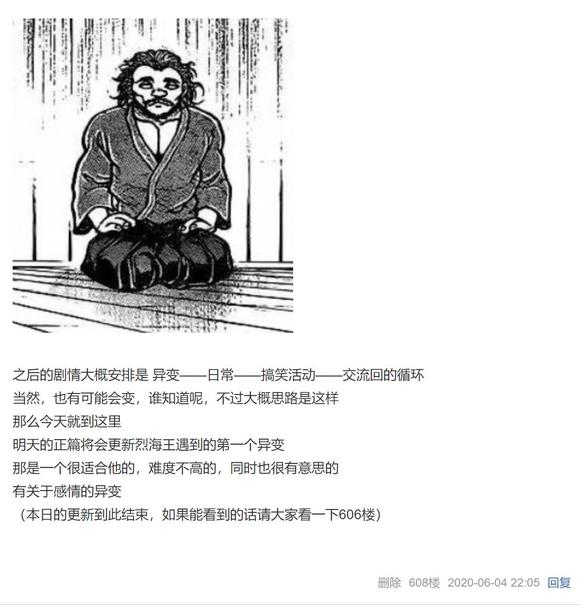 之后的剧情大概安排是 异变——日常——搞笑活动——交流回的循环
当然，也有可能会变，谁知道呢，不过大概思路是这样
那么今天就到这里
明天的正篇将会更新烈海王遇到的第一个异变
那是一个很适合他的，难度不高的，同时也很有意思的
有关于感情的异变
（本日的更新到此结束，如果能看到的话请大家看一下606楼）
删除 608楼 2020-06-04 22:05 回复